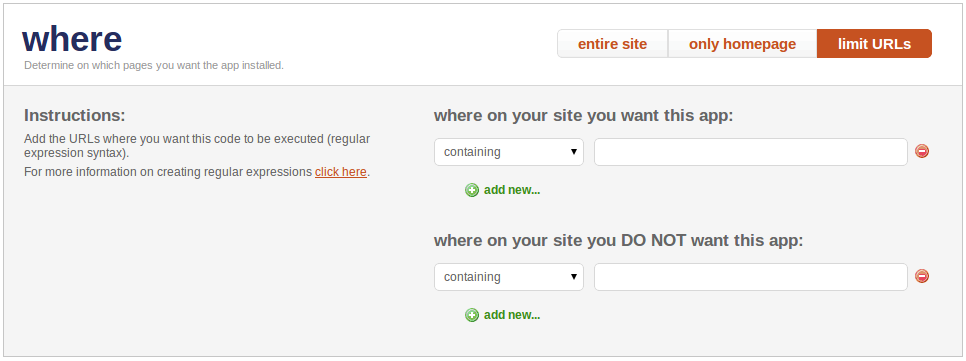 where
Determine on which pages you want the app installed.
entire site
only homepage
limit URLs
Instructions:
Add the URLs where you want this code to be executed (regular
expression syntax).
For more information on creating regular expressions click here.
where on your site you want this app:
containing
add new...
where on your site you DO NOT want this app:
containing
add new...